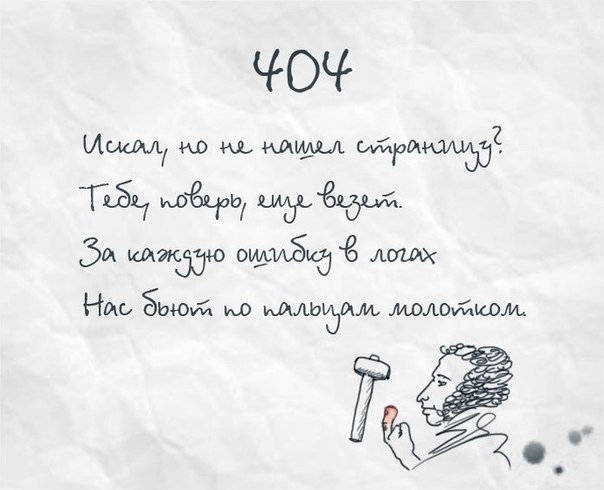 404
Искал, но не нашел страницу?
Тебе, поверь, еще везет.
За каждую ошибку в логах
Нас бьют по пальцам молотком.